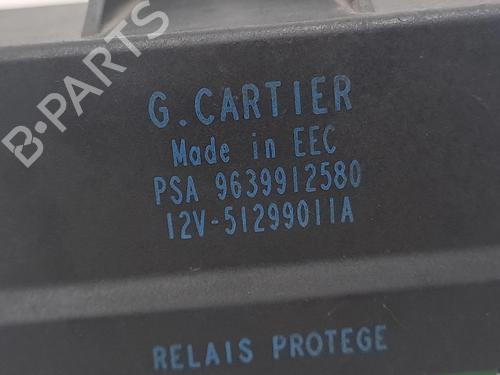 B-PARTS
G. CARTIER
Made in EEC
PSA 9639912580
12V-51299011A
RELAIS PROTEGE